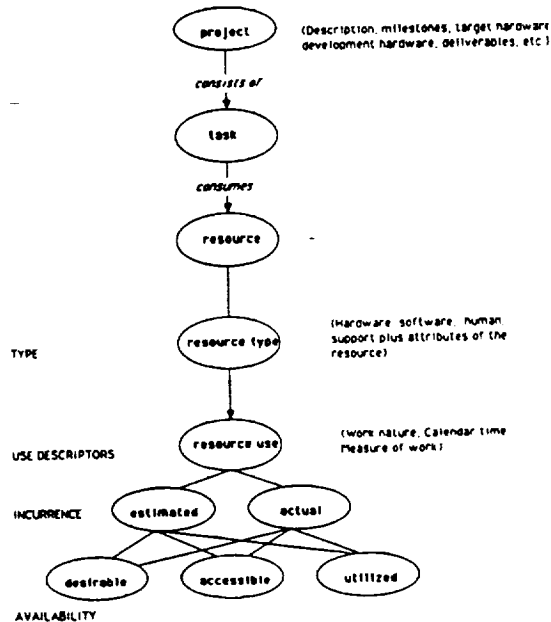 project
(Description, milestones, target hardware
development hardware, deliverables, etc.)
consists of
task
consumes
resource
resource type
(Hardware, software, human,
support plus attributes of the
resource)
TYPE
resource use
(Work nature, Calendar time
Measure of work)
USE DESCRIPTORS
estimated
actual
INCURRENCE
desirable
accessible
utilized
AVAILABILITY